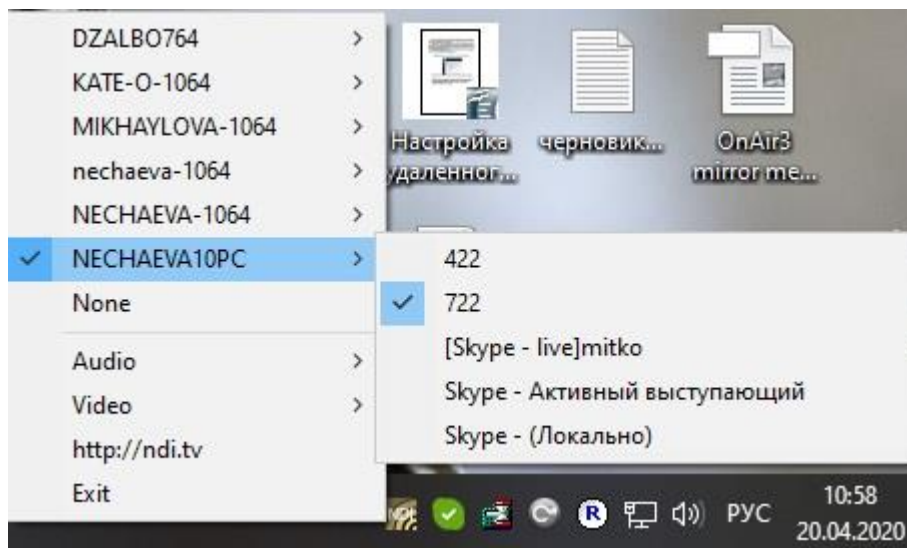 DZALBO764
KATE-O-1064
MIKHAYLOVA-1064
nechaeva-1064
NECHAEVA-1064
NECHAEVA10PC
None
Audio
Video
http://ndi.tv
Exit
422
722
[Skype - live]mitko
Skype - Активный выступающий
Skype - (Локально)
Настройка
удаленног...
черновик...
OnAir3
mirror me...
R
РУС
10:58
20.04.2020